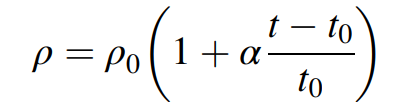 ρ = ρ₀(1 + α (t − t₀)/t₀)